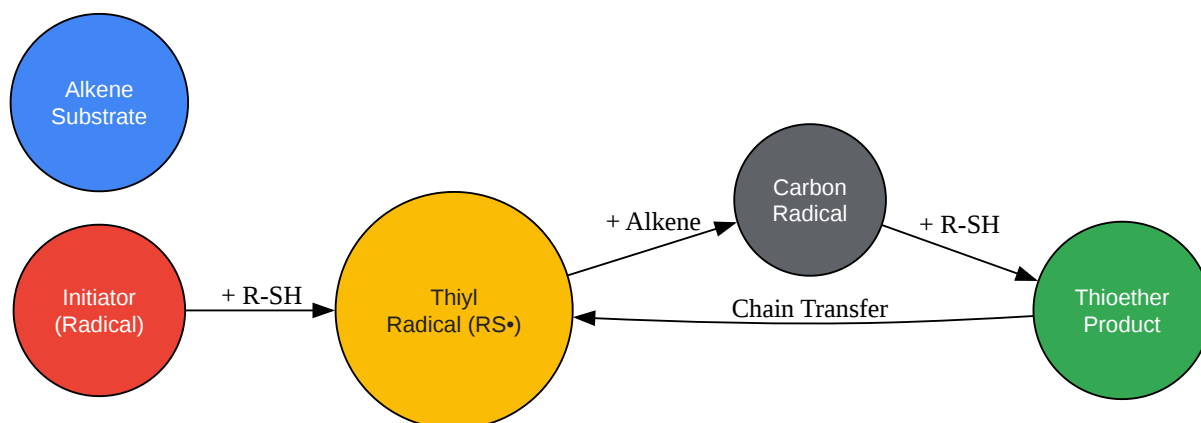 Alkene
Substrate
Initiator
(Radical)
+ R-SH
Thiyl
Radical (RS•)
+ Alkene
Carbon
Radical
+ R-SH
Chain Transfer
Thioether
Product